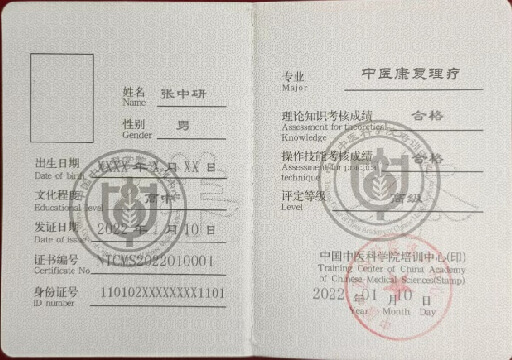 姓名 张中研
Name
性别 男
Gender
出生日期 XXXX 年 X 月 XX 日
Date of birth
文化程度 高中
Educational level
发证日期 2022 年 1 月 10 日
Date of issue
证书编号 NTCVS2022010001
Certificate No
身份证号 110102XXXXXXXX1101
ID number
专业 中医康复理疗
Major
理论知识考核成绩 合格
Assessment for theoretical
Knowledge
操作技能考核成绩 合格
Assessment for practical
technique
评定等级 高级
Level
中国中医科学院培训中心(印)
Training Center of China Academy
of Chinese Medical Sciences(Stamp)
2022 年 01 月 10 日
Year Month Day